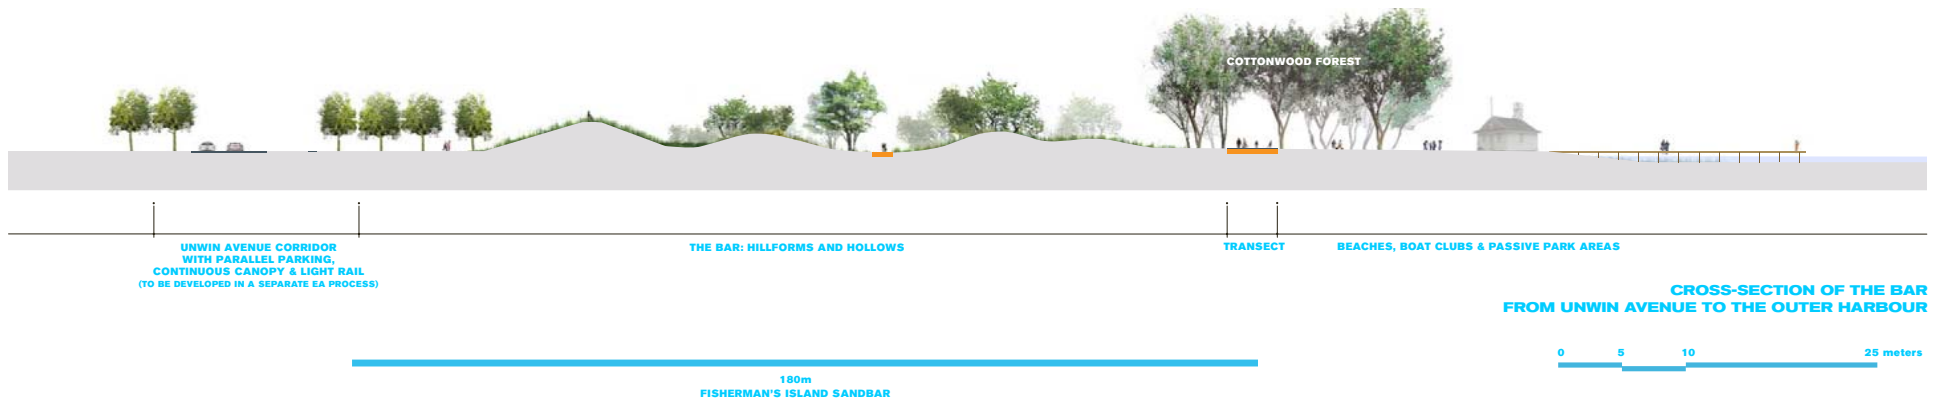 COTTONWOOD FOREST
UNWIN AVENUE CORRIDOR
WITH PARALLEL PARKING,
CONTINUOUS CANOPY & LIGHT RAIL
(TO BE DEVELOPED IN A SEPARATE EA PROCESS)
THE BAR: HILLFORMS AND HOLLOWS
TRANSECT
BEACHES, BOAT CLUBS & PASSIVE PARK AREAS
CROSS-SECTION OF THE BAR
FROM UNWIN AVENUE TO THE OUTER HARBOUR
0 5 10 25 meters
180m
FISHERMAN'S ISLAND SANDBAR